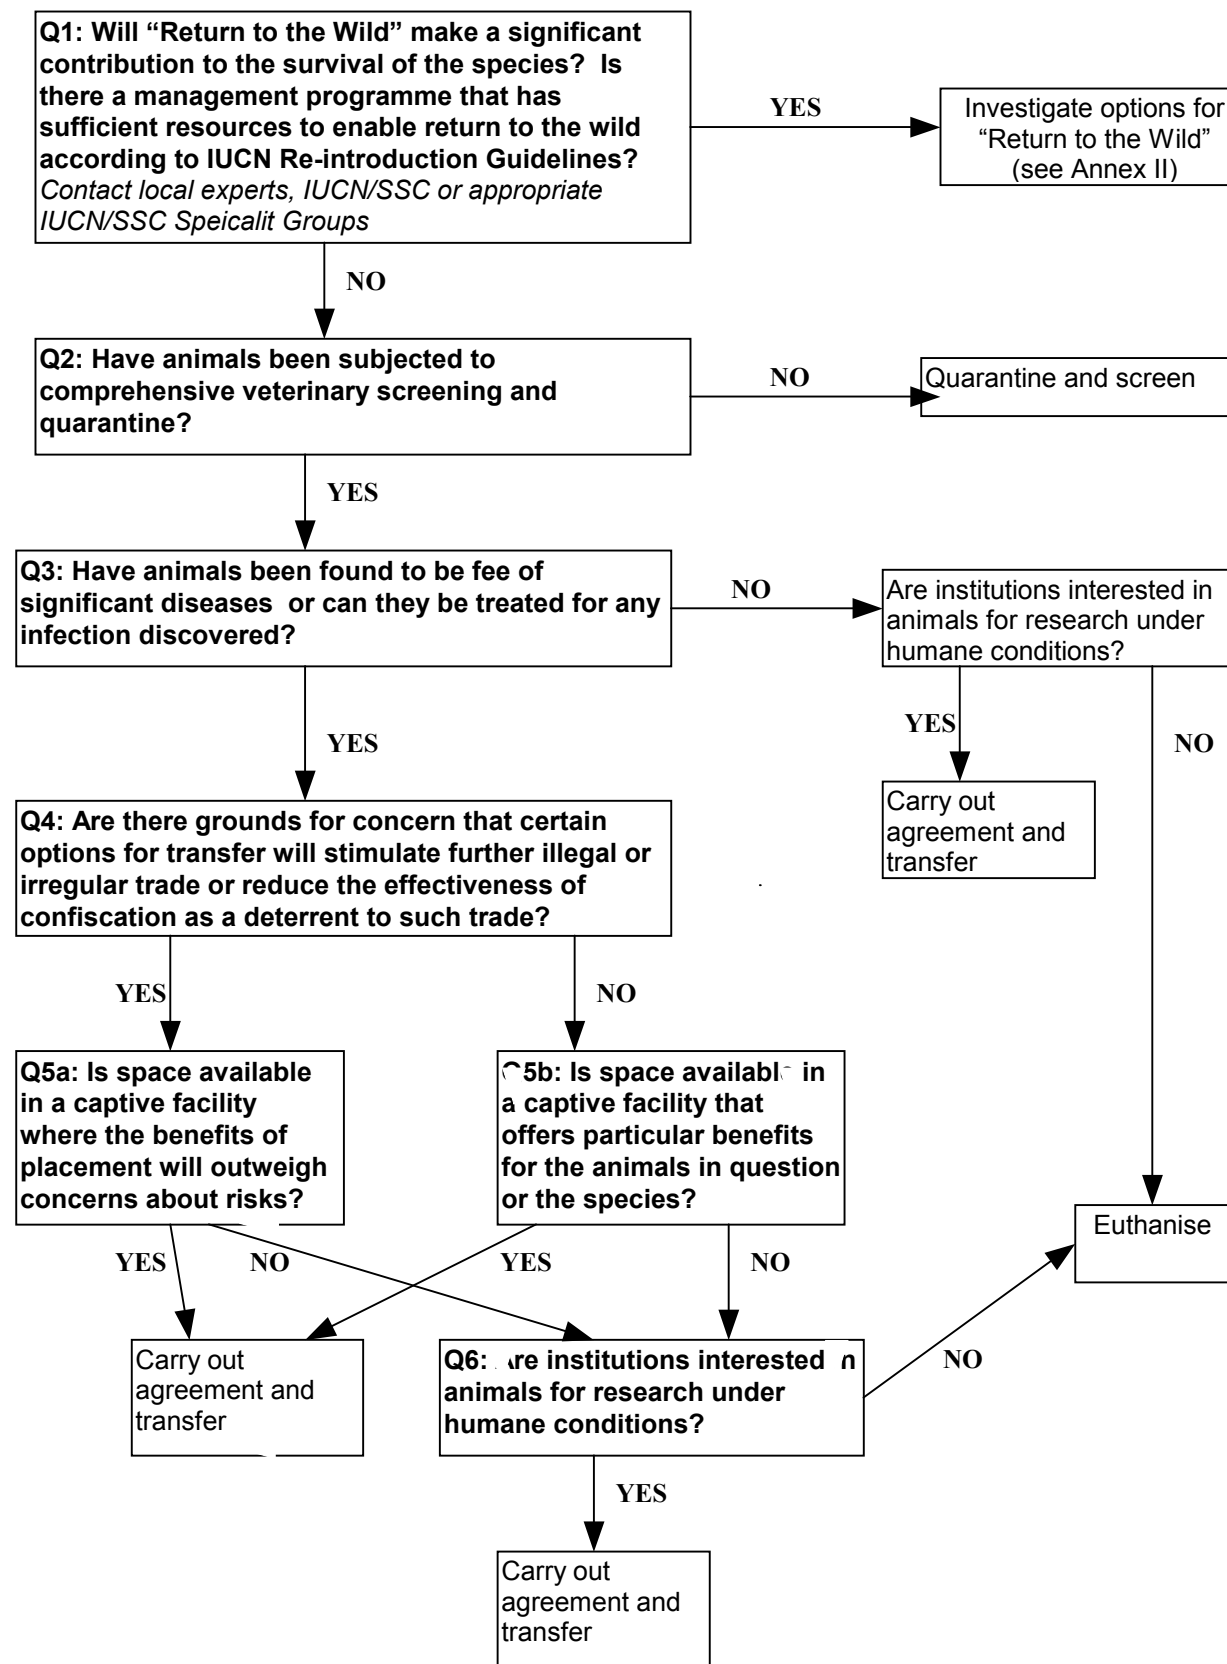 Q1: Will “Return to the Wild” make a significant
contribution to the survival of the species?  Is
there a management programme that has
sufficient resources to enable return to the wild
according to IUCN Re-introduction Guidelines?
Contact local experts, IUCN/SSC or appropriate
IUCN/SSC Speicalit Groups
YES
Investigate options for
“Return to the Wild”
(see Annex II)
NO
Q2: Have animals been subjected to
comprehensive veterinary screening and
quarantine?
NO
Quarantine and screen
YES
Q3: Have animals been found to be fee of
significant diseases  or can they be treated for any
infection discovered?
NO
Are institutions interested in
animals for research under
humane conditions?
YES
NO
Carry out
agreement and
transfer
YES
Q4: Are there grounds for concern that certain
options for transfer will stimulate further illegal or
irregular trade or reduce the effectiveness of
confiscation as a deterrent to such trade?
YES
NO
Q5a: Is space available
in a captive facility
where the benefits of
placement will outweigh
concerns about risks?
Q5b: Is space available in
a captive facility that
offers particular benefits
for the animals in question
or the species?
Euthanise
YES
NO
YES
NO
Carry out
agreement and
transfer
Q6: Are institutions interested in
animals for research under
humane conditions?
NO
YES
Carry out
agreement and
transfer